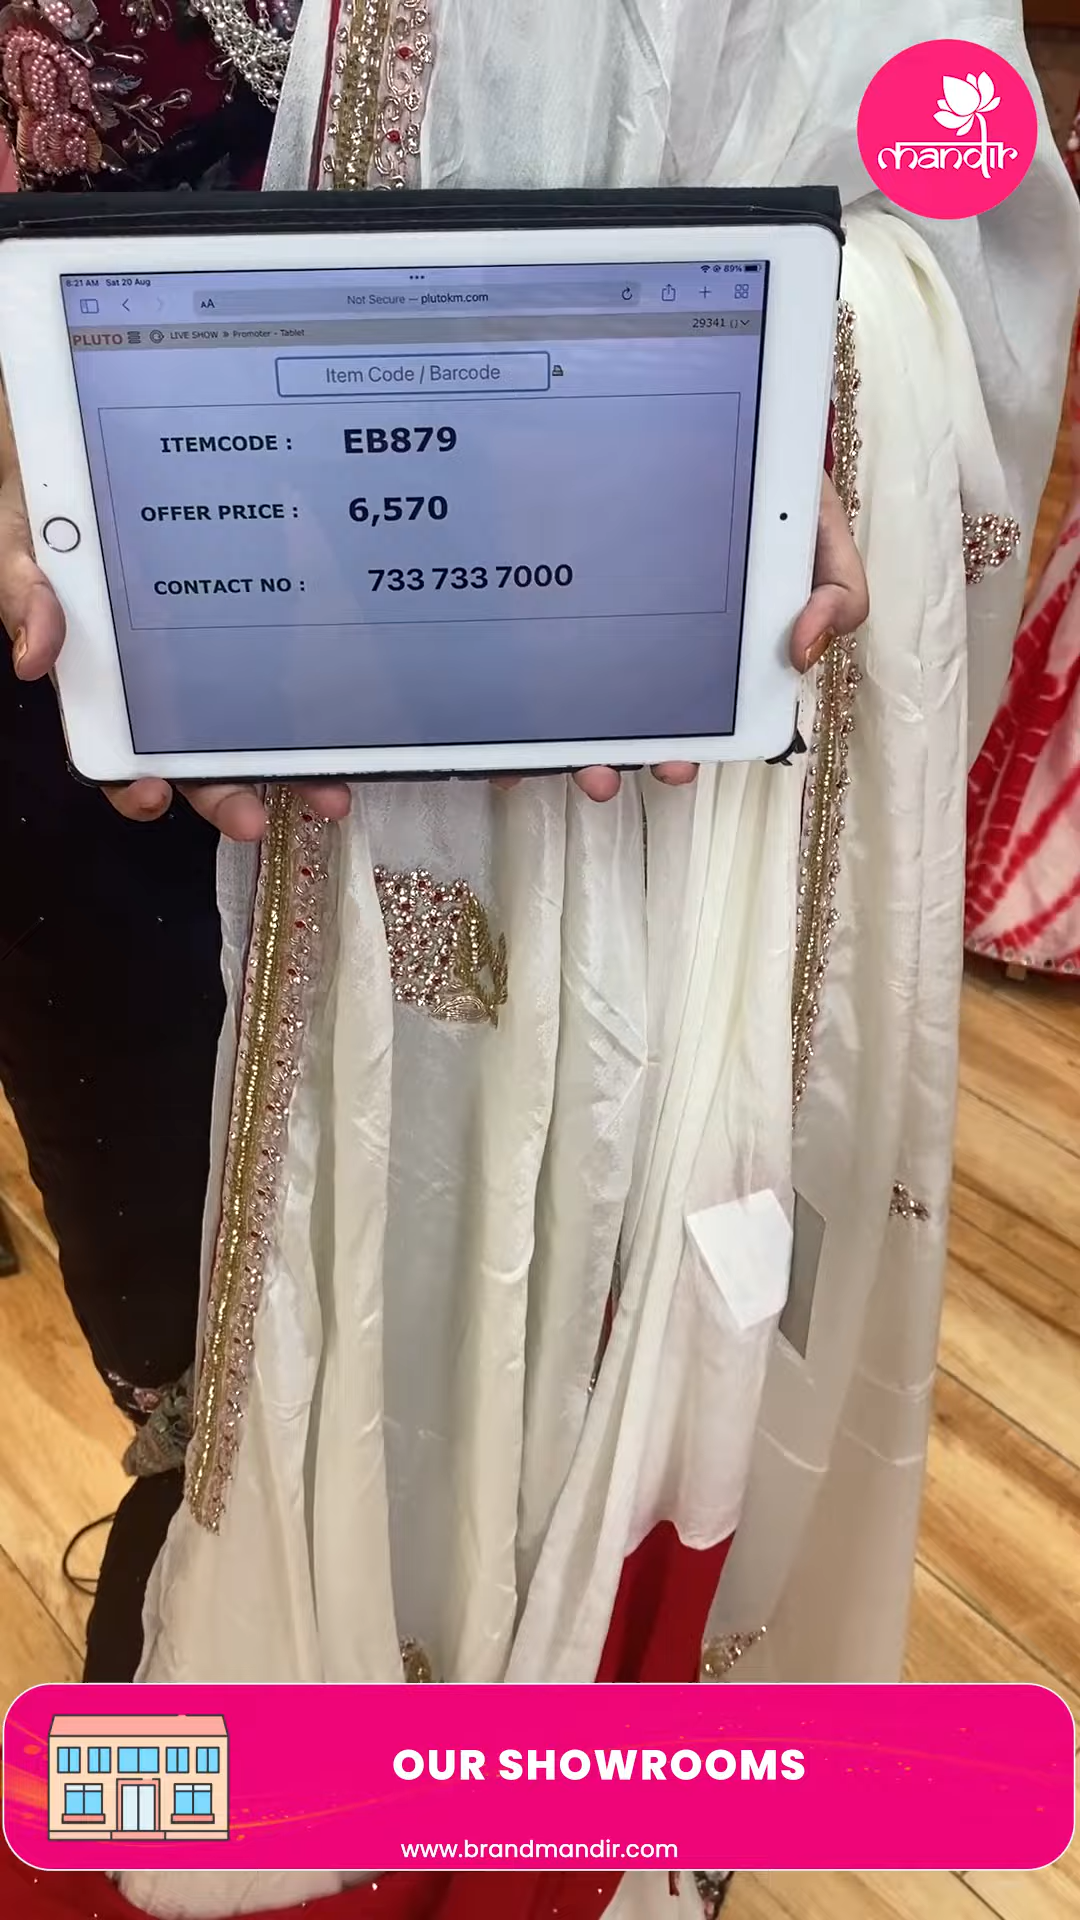 mandir
8:21 AM Sat 20 Aug
89%
AA
Not Secure — plutokm.com
PLUTO LIVE SHOW » Promoter - Tablet
29341 ()
Item Code / Barcode
ITEMCODE : EB879
OFFER PRICE : 6,570
CONTACT NO : 733 733 7000
OUR SHOWROOMS
www.brandmandir.com